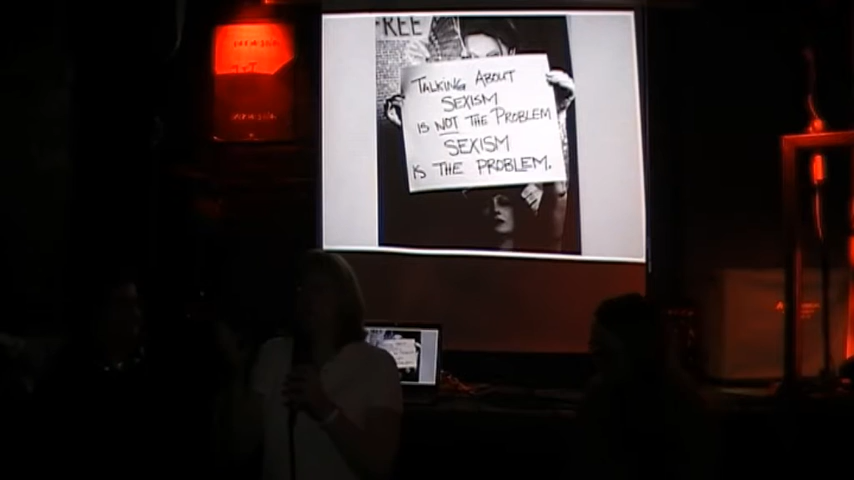 FREE
TALKING ABOUT
SEXISM
IS NOT THE PROBLEM
SEXISM
IS THE PROBLEM.